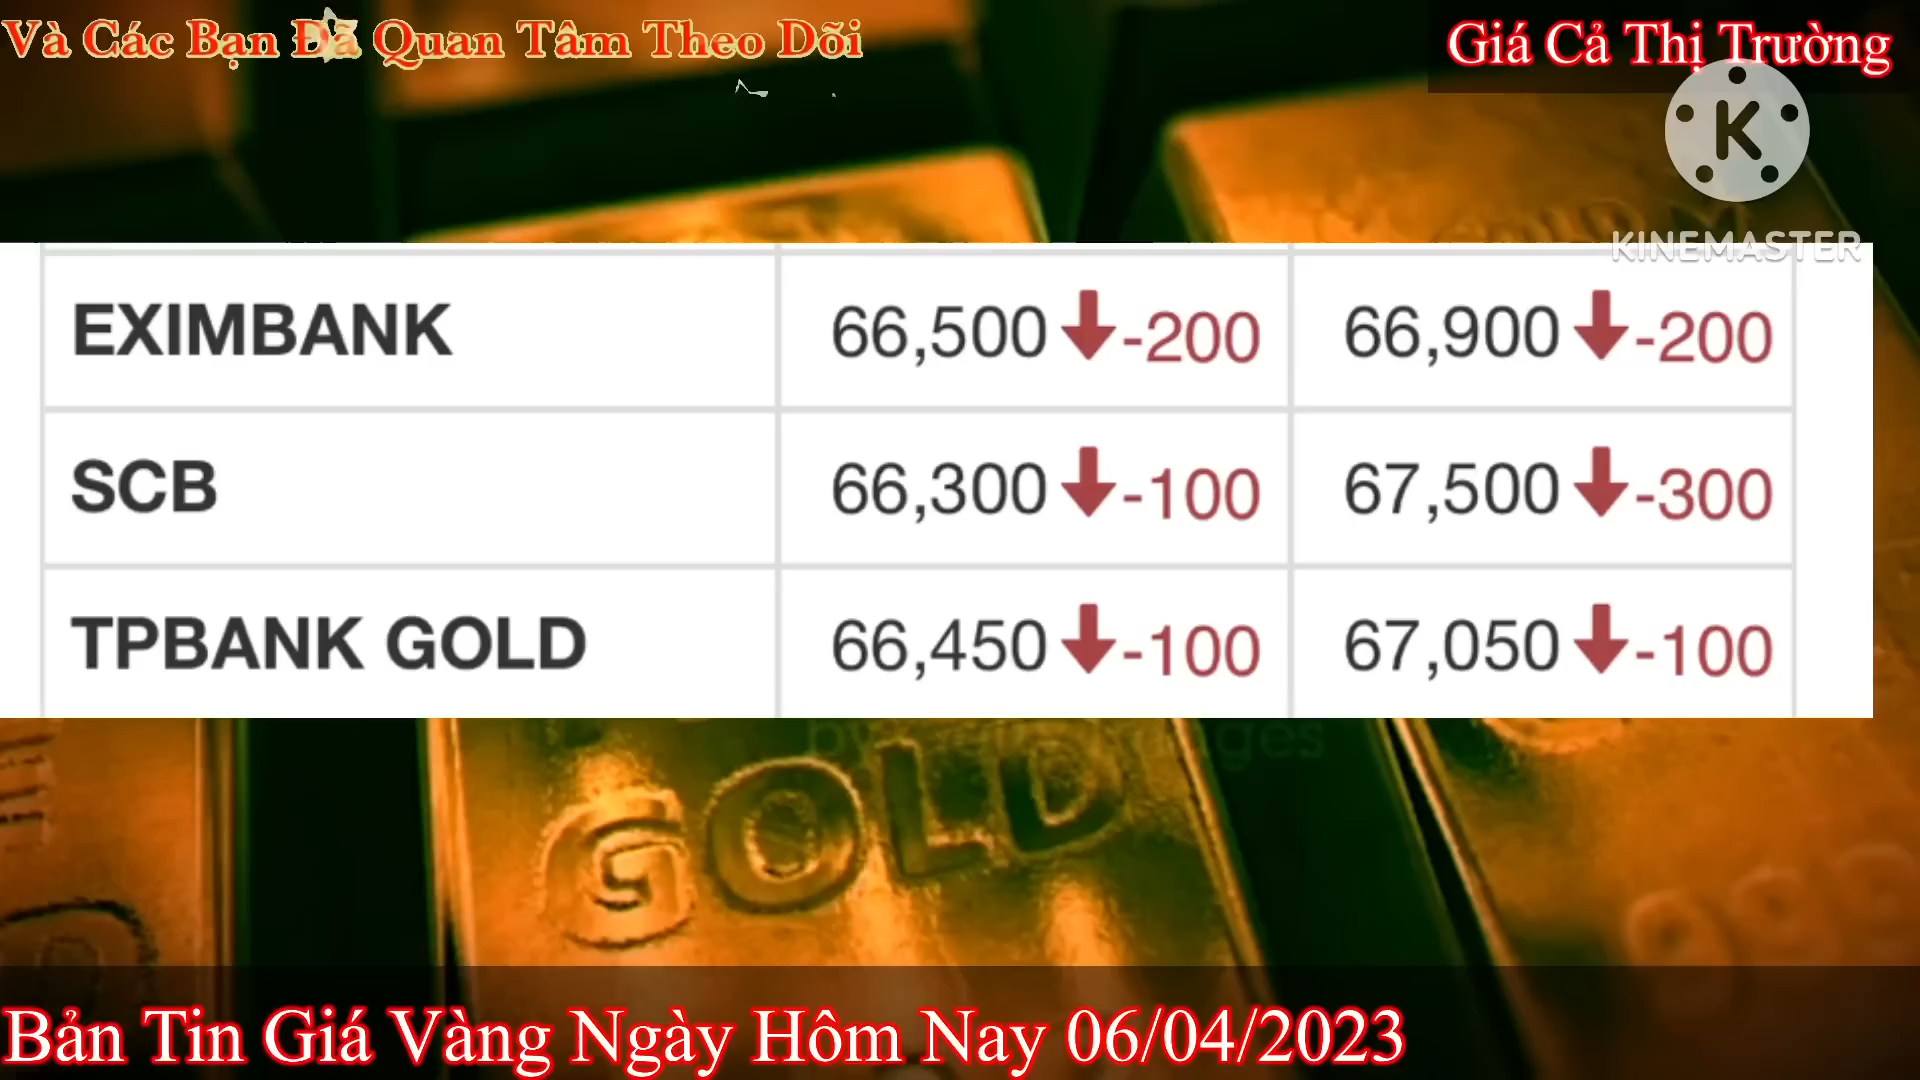 Và Các Bạn Đã Quan Tâm Theo Dõi
Giá Cả Thị Trường
K
KINEMASTER
EXIMBANK 66,500 -200 66,900 -200
SCB 66,300 -100 67,500 -300
TPBANK GOLD 66,450 -100 67,050 -100
GOLD
Bản Tin Giá Vàng Ngày Hôm Nay 06/04/2023